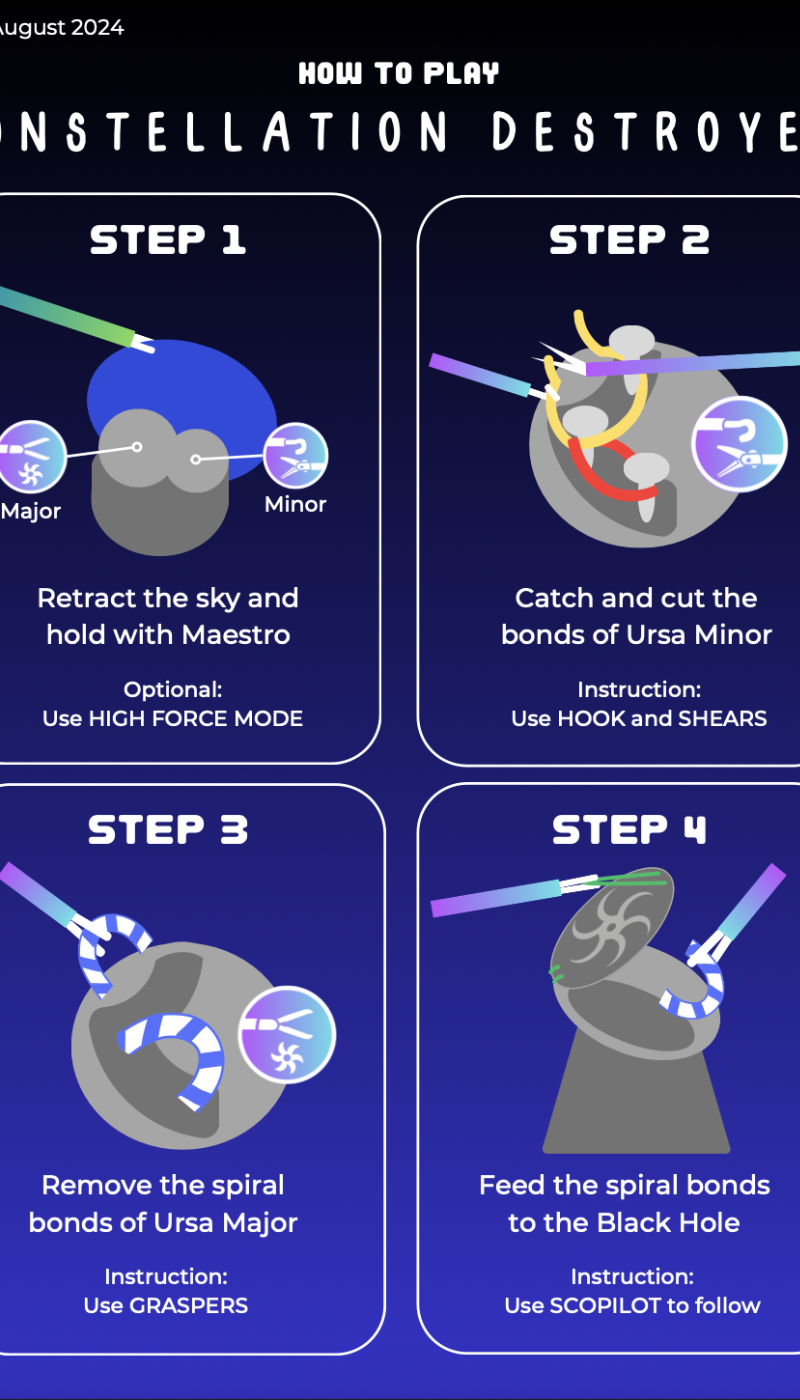 August 2024
HOW TO PLAY
ONSTELLATION DESTROYE
STEP 1
Major
Minor
Retract the sky and
hold with Maestro
Optional:
Use HIGH FORCE MODE
STEP 2
Catch and cut the
bonds of Ursa Minor
Instruction:
Use HOOK and SHEARS
STEP 3
Remove the spiral
bonds of Ursa Major
Instruction:
Use GRASPERS
STEP 4
Feed the spiral bonds
to the Black Hole
Instruction:
Use SCOPILOT to follow